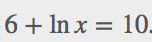 6 + ln x = 10.